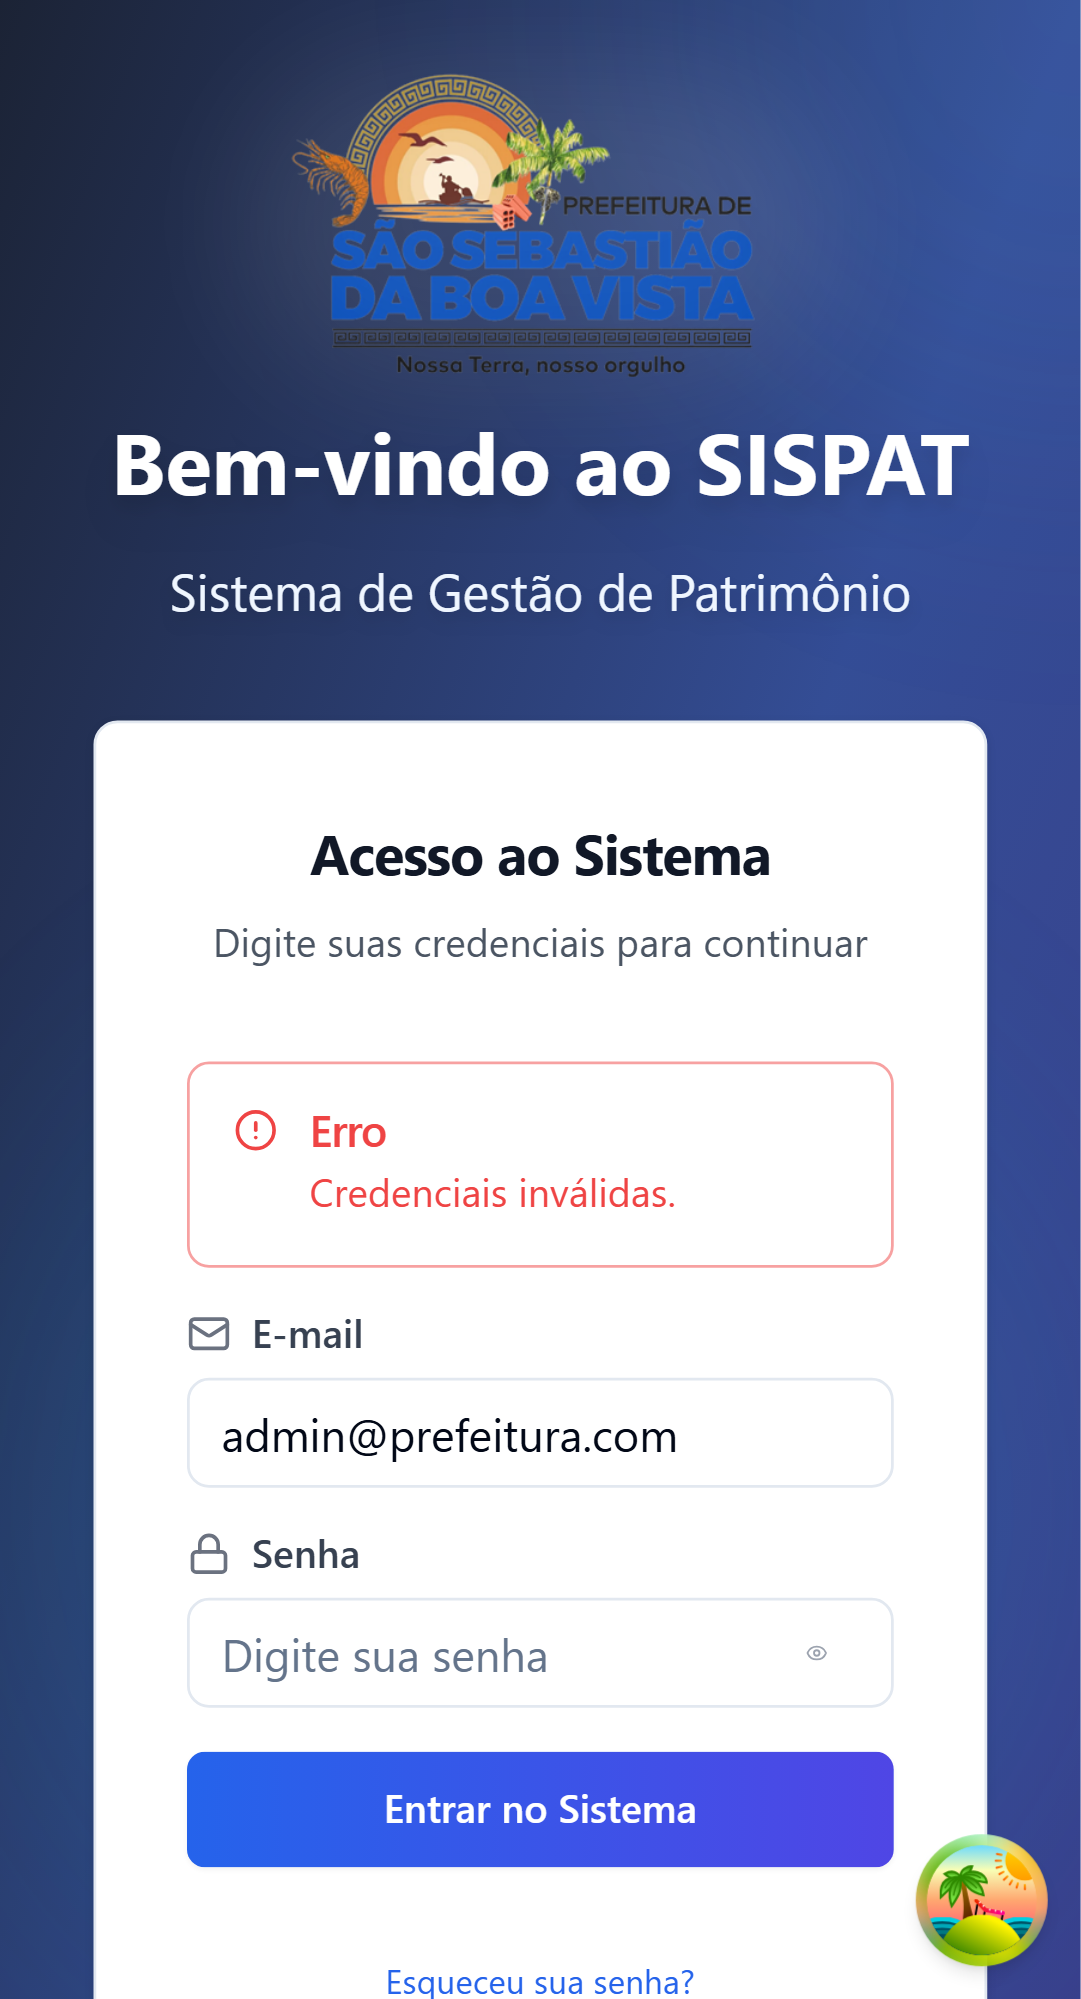 PREFEITURA DE
SÃO SEBASTIÃO
DA BOA VISTA
Nossa Terra, nosso orgulho
Bem-vindo ao SISPAT
Sistema de Gestão de Patrimônio
Acesso ao Sistema
Digite suas credenciais para continuar
Erro
Credenciais inválidas.
E-mail
admin@prefeitura.com
Senha
Digite sua senha
Entrar no Sistema
Esqueceu sua senha?